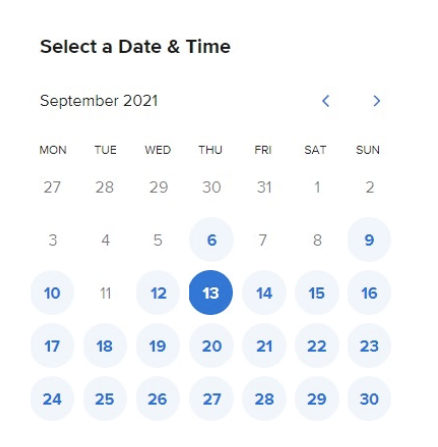 Select a Date & Time
September 2021
MON TUE WED THU FRI SAT SUN
27 28 29 30 31 1 2
3 4 5 6 7 8 9
10 11 12 13 14 15 16
17 18 19 20 21 22 23
24 25 26 27 28 29 30